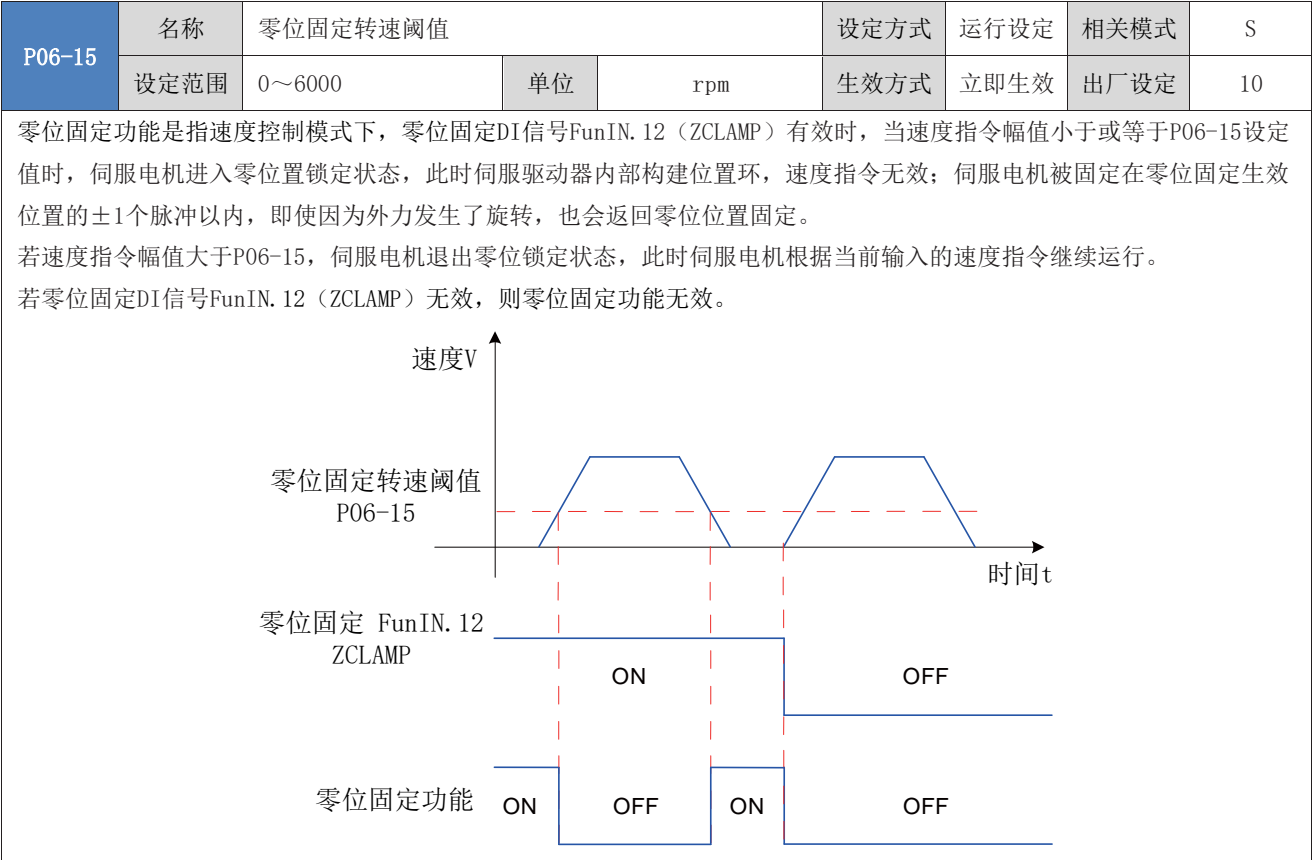 P06-15 名称 零位固定转速阈值 设定方式 运行设定 相关模式 S
设定范围 0～6000 单位 rpm 生效方式 立即生效 出厂设定 10
零位固定功能是指速度控制模式下，零位固定DI信号FunIN.12（ZCLAMP）有效时，当速度指令幅值小于或等于P06-15设定
值时，伺服电机进入零位置锁定状态，此时伺服驱动器内部构建位置环，速度指令无效；伺服电机被固定在零位固定生效
位置的±1个脉冲以内，即使因为外力发生了旋转，也会返回零位位置固定。
若速度指令幅值大于P06-15，伺服电机退出零位锁定状态，此时伺服电机根据当前输入的速度指令继续运行。
若零位固定DI信号FunIN.12（ZCLAMP）无效，则零位固定功能无效。
速度V
零位固定转速阈值
P06-15
时间t
零位固定 FunIN.12
ZCLAMP
ON OFF
零位固定功能 ON OFF ON OFF